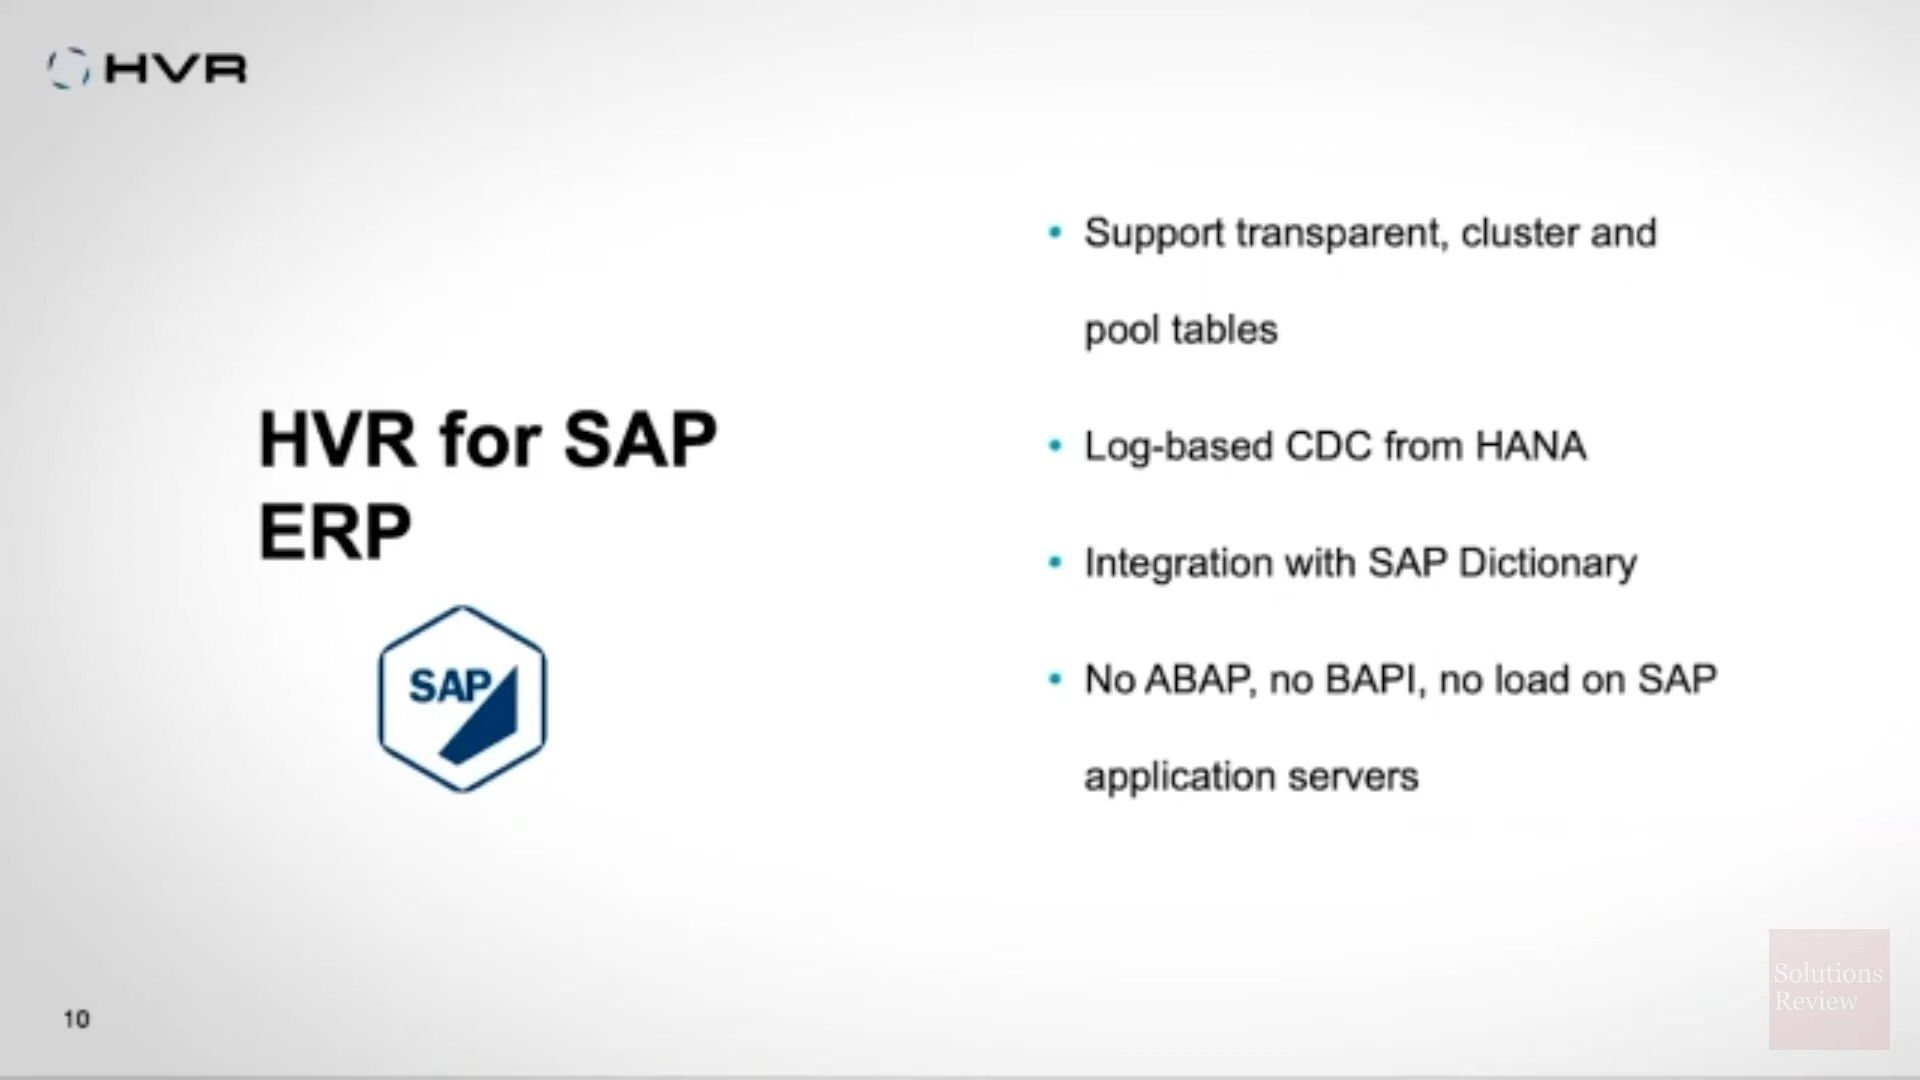 HVR
HVR for SAP
ERP
SAP
• Support transparent, cluster and
pool tables
• Log-based CDC from HANA
• Integration with SAP Dictionary
• No ABAP, no BAPI, no load on SAP
application servers
10
Solutions
Review